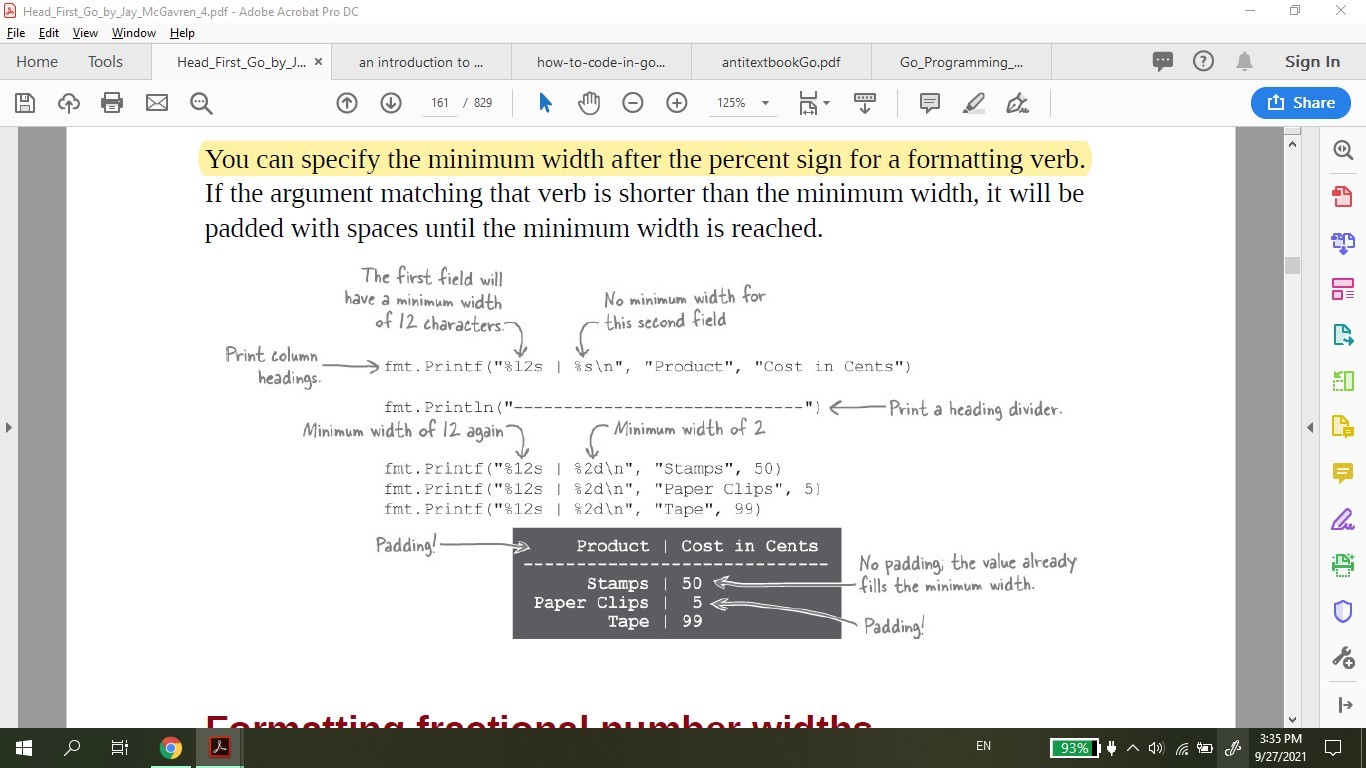 Head_First_Go_by_Jay_McGavren_4.pdf - Adobe Acrobat Pro DC
File Edit View Window Help
Home Tools Head_First_Go_by_J... × an introduction to ... how-to-code-in-go... antitextbookGo.pdf Go_Programming_... Sign In
161 / 829 125% Share
You can specify the minimum width after the percent sign for a formatting verb.
If the argument matching that verb is shorter than the minimum width, it will be
padded with spaces until the minimum width is reached.
The first field will
have a minimum width
of 12 characters.
No minimum width for
this second field
Print column
headings.
fmt.Printf("%12s | %s\n", "Product", "Cost in Cents")
fmt.Println("-----------------------------")
Print a heading divider.
Minimum width of 12 again
Minimum width of 2
fmt.Printf("%12s | %2d\n", "Stamps", 50)
fmt.Printf("%12s | %2d\n", "Paper Clips", 5)
fmt.Printf("%12s | %2d\n", "Tape", 99)
Padding!
Product | Cost in Cents
-----------------------------
Stamps | 50
Paper Clips | 5
Tape | 99
No padding; the value already
fills the minimum width.
Padding!
Formatting fractional number widths
EN 93% 3:35 PM
9/27/2021